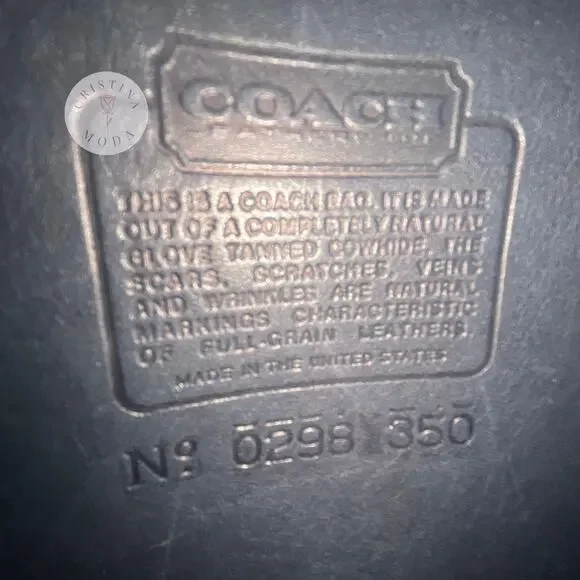 CRISTIVA
MODA
COACH
THIS IS A COACH BAG. IT IS MADE
OUT OF A COMPLETELY NATURAL
GLOVE TANNED COWHIDE. THE
SCARS, SCRATCHES, VEINS
AND WRINKLES ARE NATURAL
MARKINGS CHARACTERISTIC
OF FULL-GRAIN LEATHERS.
MADE IN THE UNITED STATES
No 0298 350